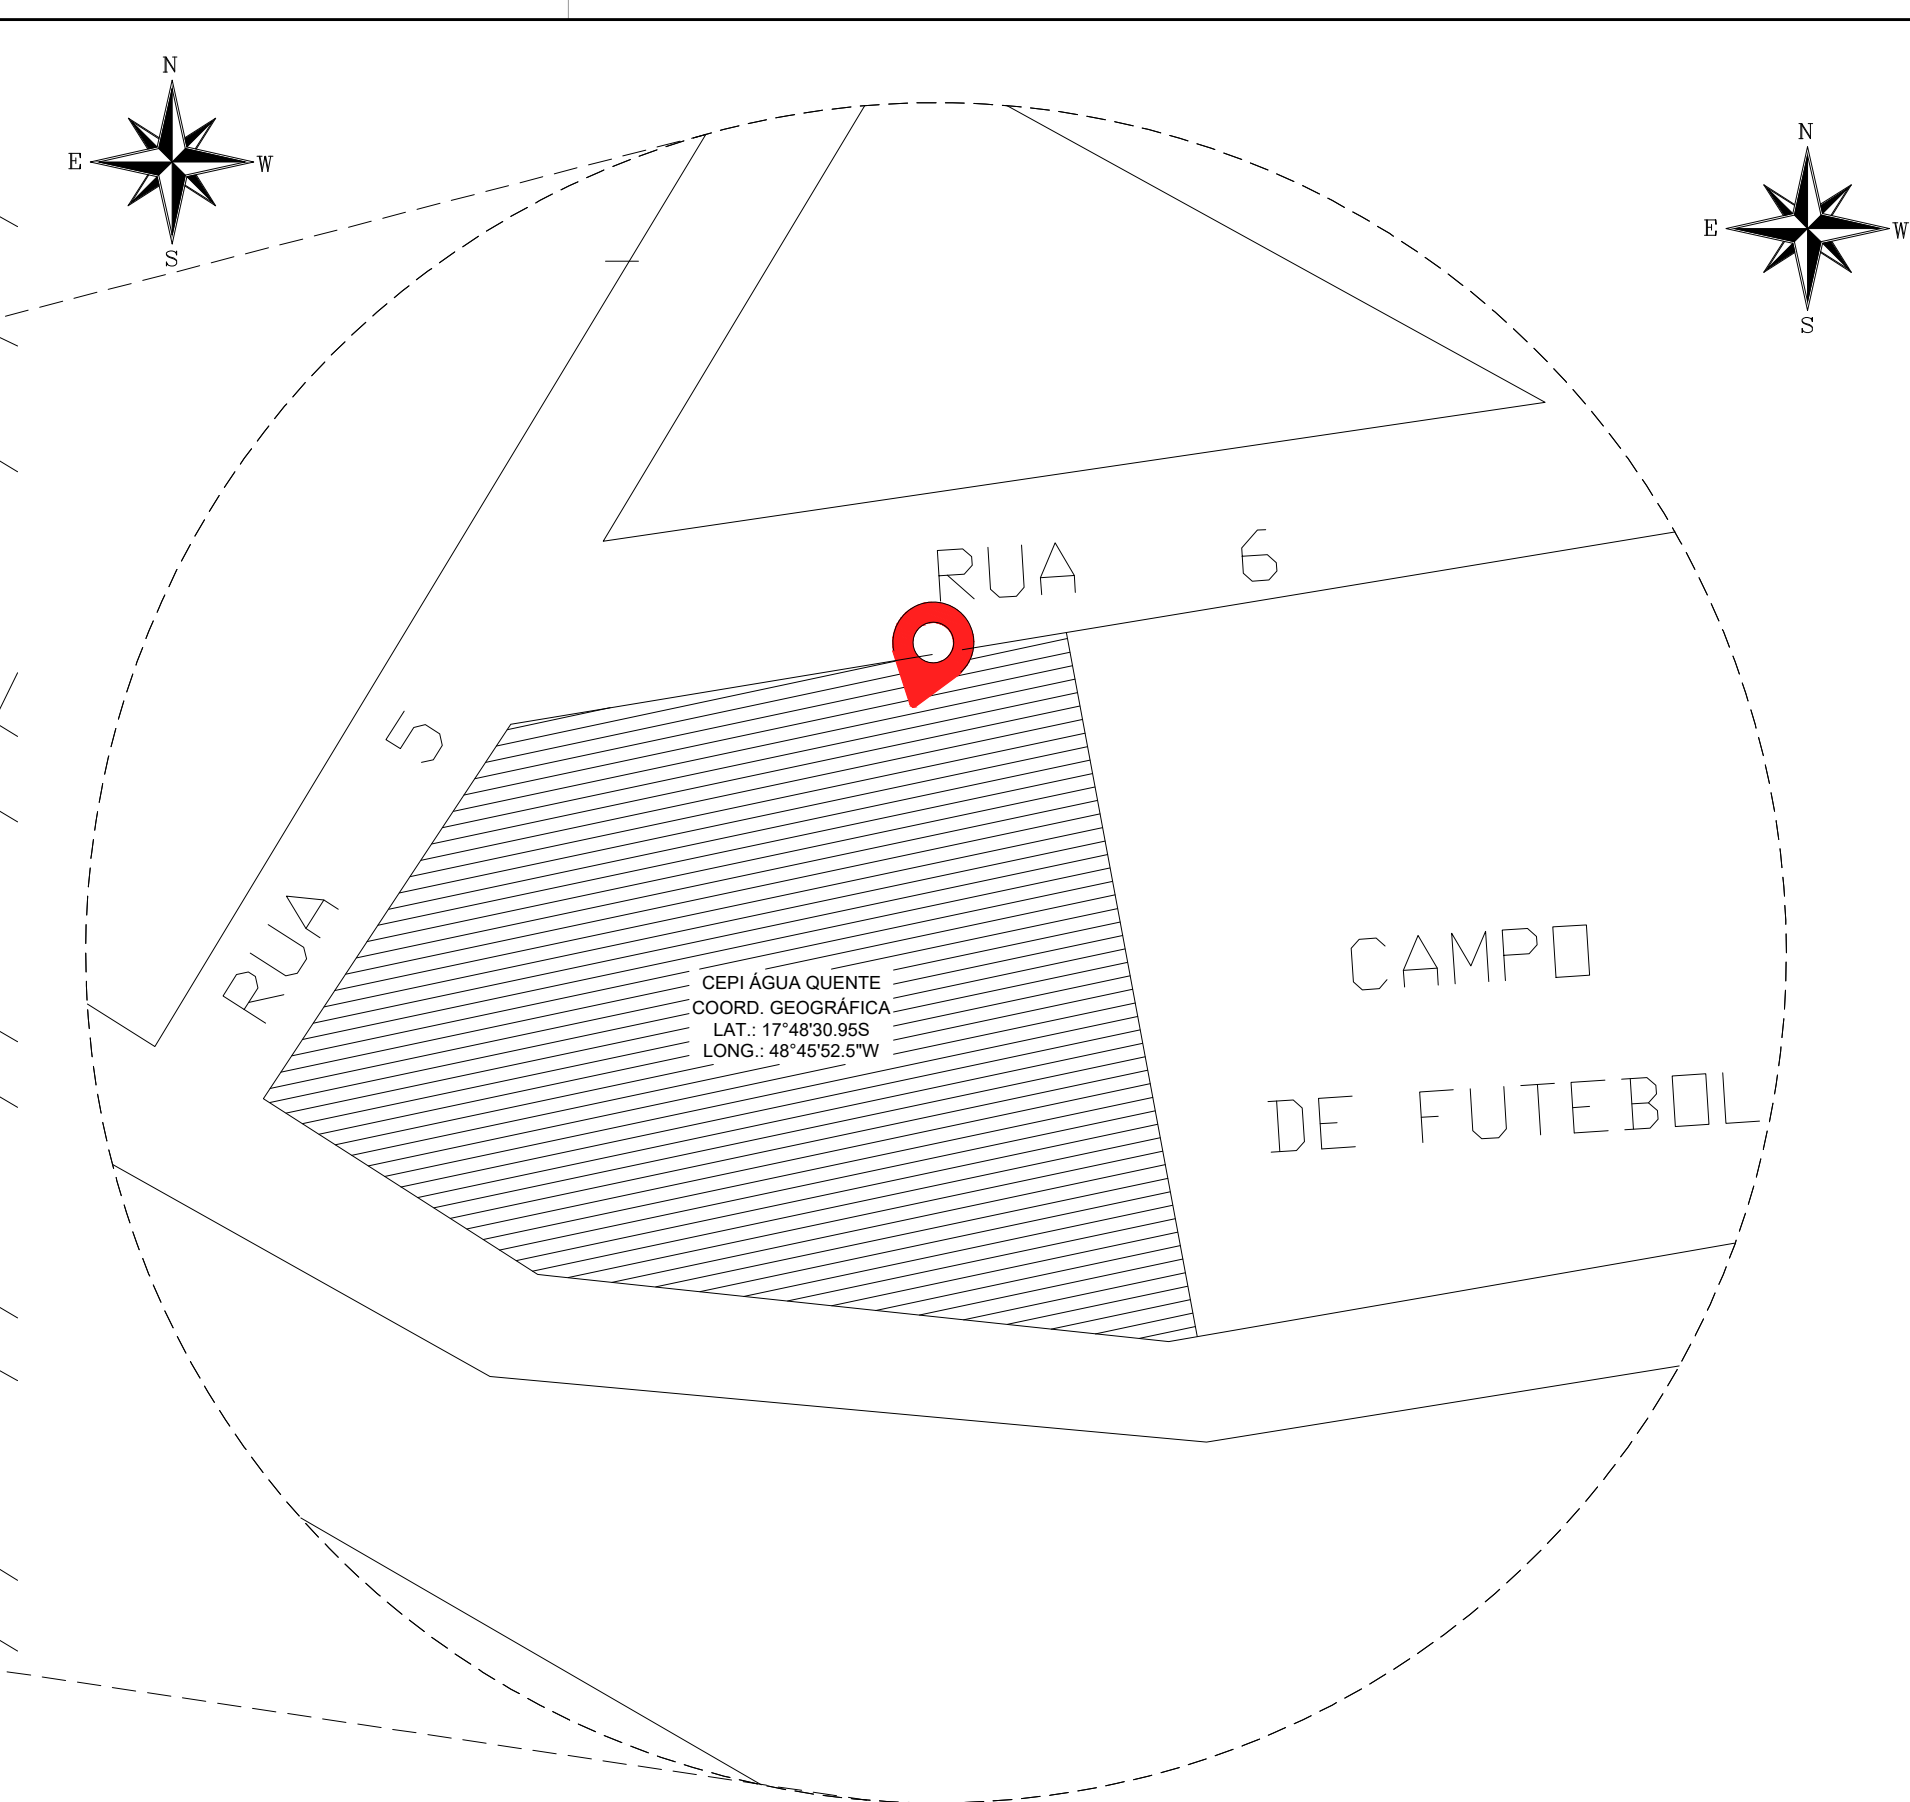 N
E W
S
N
E W
S
RUA 6
RUA 5
CEPI ÁGUA QUENTE
COORD. GEOGRÁFICA
LAT.: 17°48'30.95S
LONG.: 48°45'52.5"W
CAMPO
DE FUTEBOL